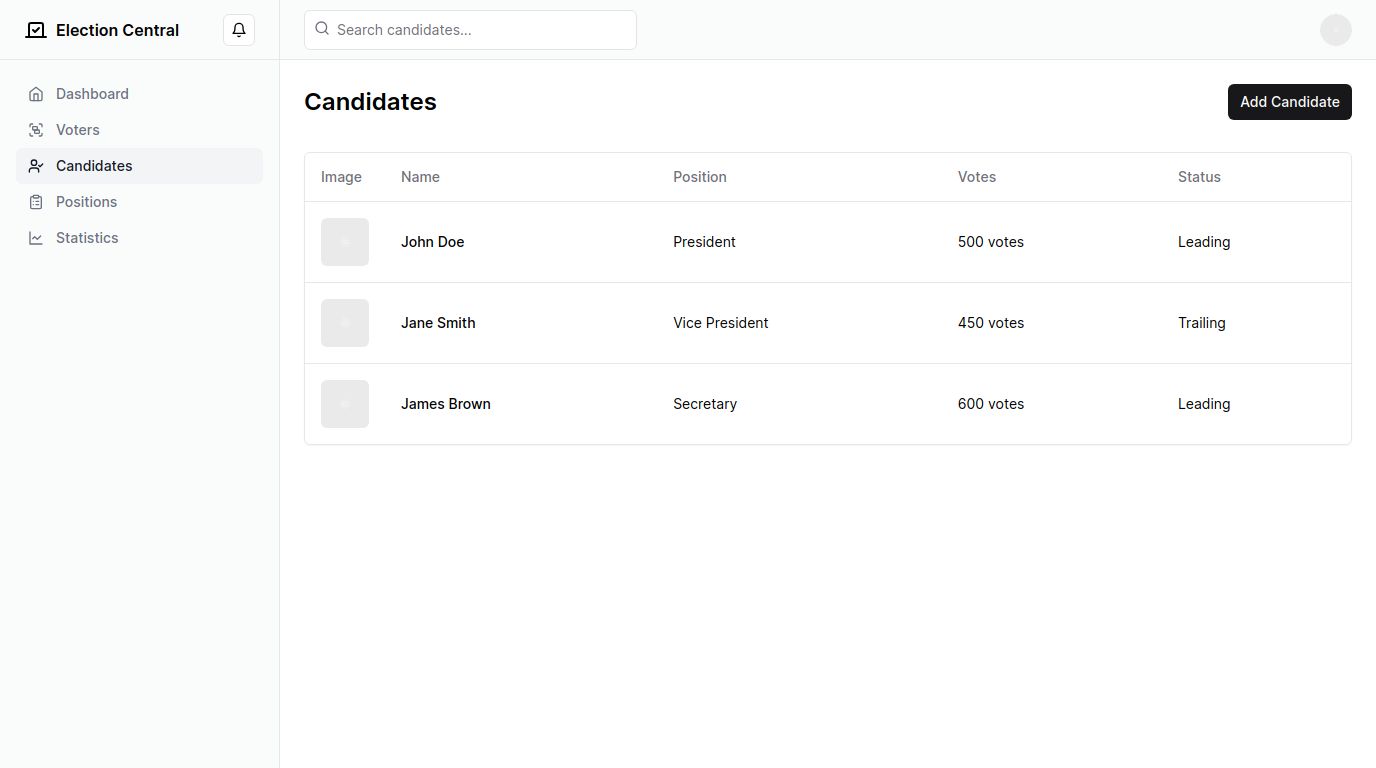 Election Central
Search candidates...
Dashboard
Voters
Candidates
Positions
Statistics
Candidates
Add Candidate
Image Name Position Votes Status
John Doe President 500 votes Leading
Jane Smith Vice President 450 votes Trailing
James Brown Secretary 600 votes Leading